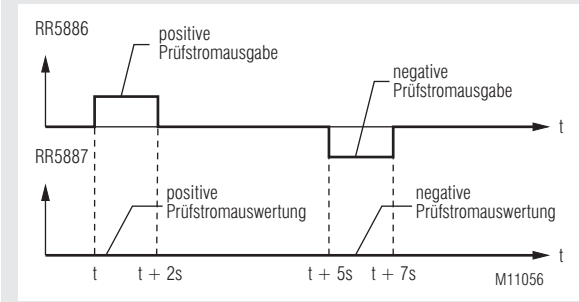 RR5886
positive
Prüfstromausgabe
negative
Prüfstromausgabe
t
RR5887
positive
Prüfstromauswertung
negative
Prüfstromauswertung
t
t
t + 2s
t + 5s
t + 7s
M11056